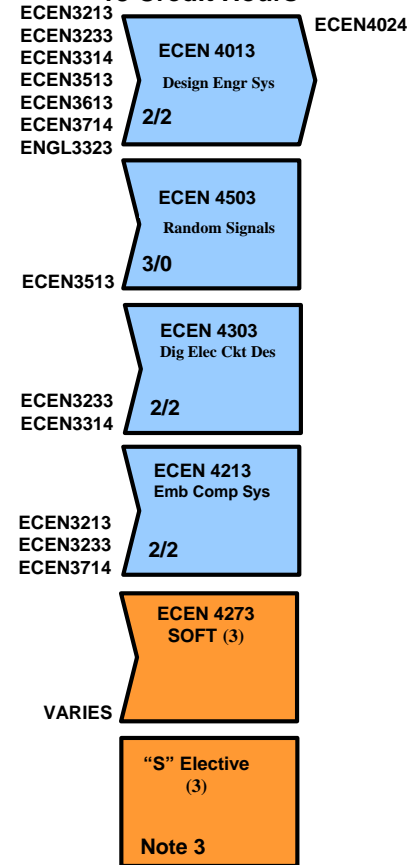 ECEN3213
ECEN3233
ECEN3314
ECEN3513
ECEN3613
ECEN3714
ENGL3323
ECEN 4013
Design Engr Sys
2/2
ECEN4024
ECEN 4503
Random Signals
3/0
ECEN3513
ECEN 4303
Dig Elec Ckt Des
2/2
ECEN3233
ECEN3314
ECEN 4213
Emb Comp Sys
2/2
ECEN3213
ECEN3233
ECEN3714
ECEN 4273
SOFT (3)
VARIES
“S” Elective
(3)
Note 3